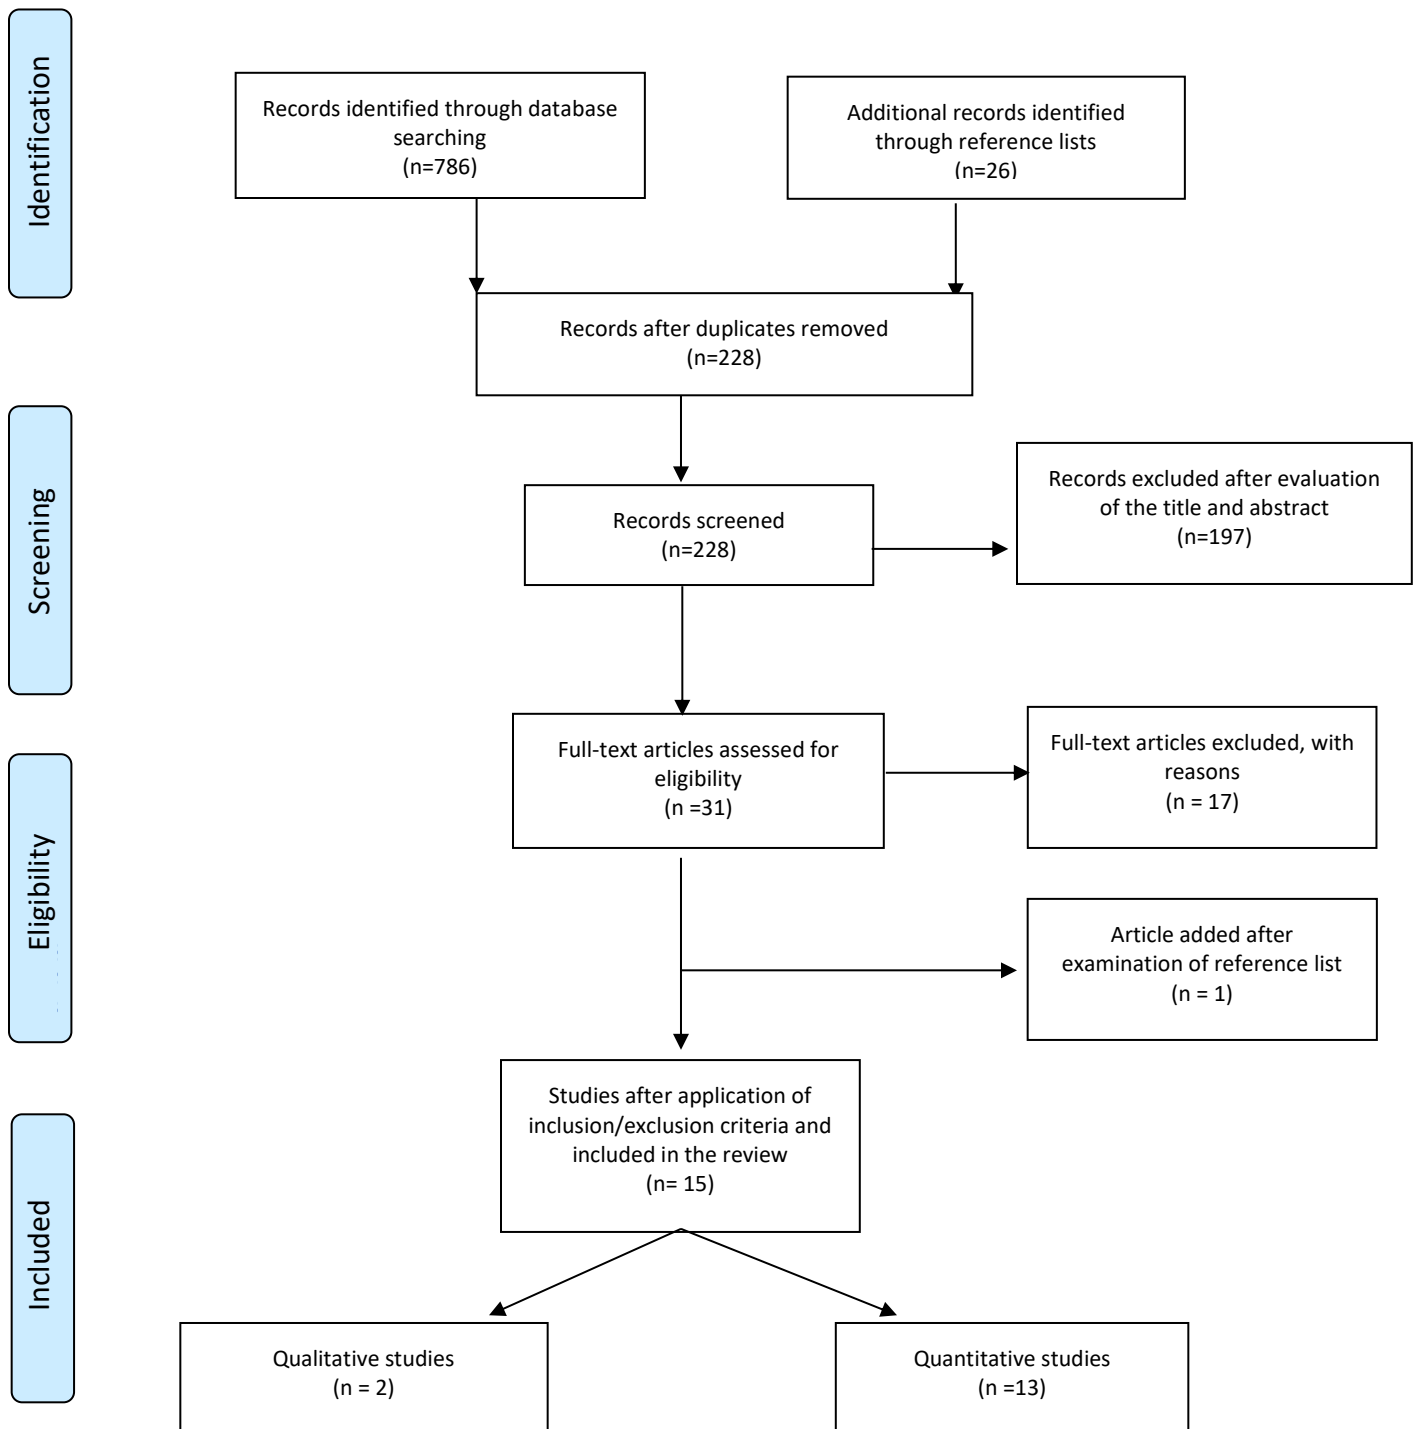 Identification
Records identified through database
searching
(n=786)
Additional records identified
through reference lists
(n=26)
Records after duplicates removed
(n=228)
Screening
Records screened
(n=228)
Records excluded after evaluation
of the title and abstract
(n=197)
Eligibility
Full-text articles assessed for
eligibility
(n =31)
Full-text articles excluded, with
reasons
(n = 17)
Article added after
examination of reference list
(n = 1)
Included
Studies after application of
inclusion/exclusion criteria and
included in the review
(n= 15)
Qualitative studies
(n = 2)
Quantitative studies
(n =13)